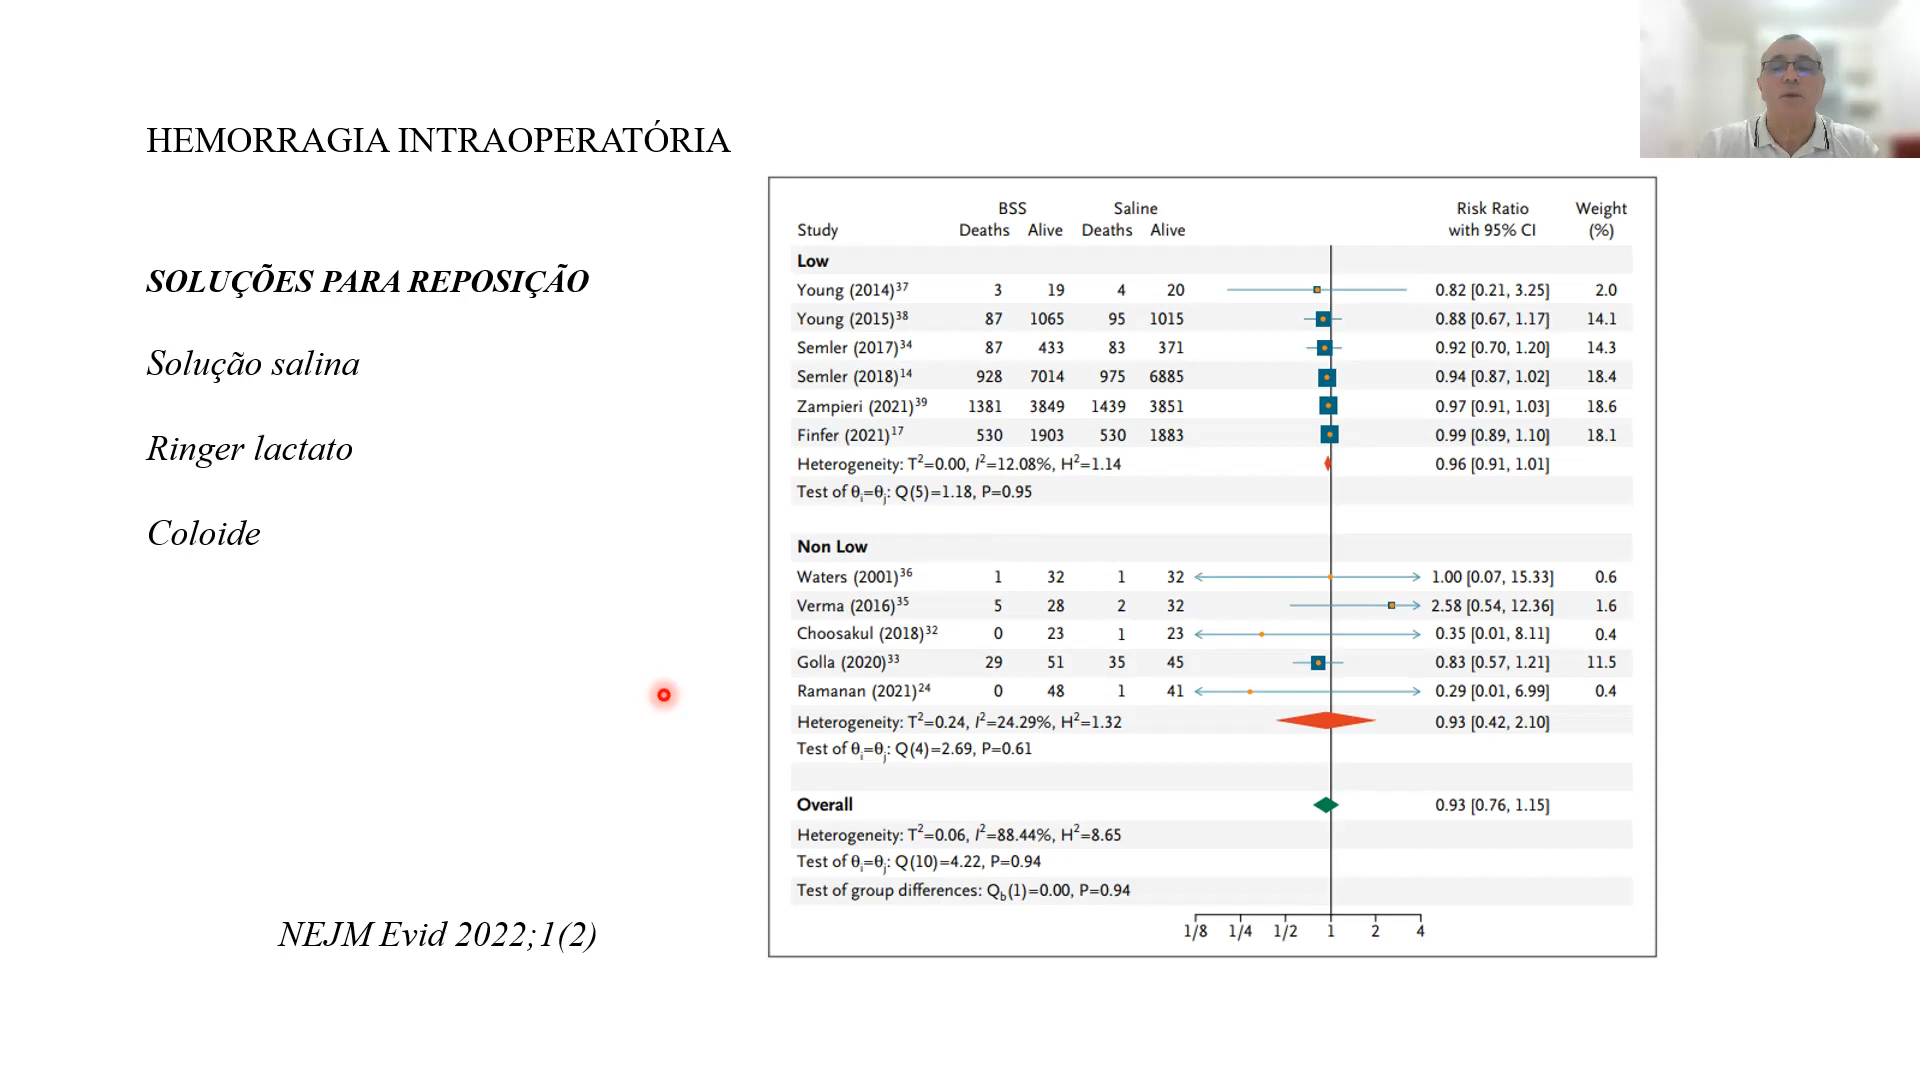 HEMORRAGIA INTRAOPERATÓRIA
SOLUÇÕES PARA REPOSIÇÃO
Solução salina
Ringer lactato
Coloide
NEJM Evid 2022;1(2)
BSS Saline Risk Ratio Weight
Study Deaths Alive Deaths Alive with 95% CI (%)
Low
Young (2014)³⁷ 3 19 4 20 0.82 [0.21, 3.25] 2.0
Young (2015)³⁸ 87 1065 95 1015 0.88 [0.67, 1.17] 14.1
Semler (2017)³⁴ 87 433 83 371 0.92 [0.70, 1.20] 14.3
Semler (2018)¹⁴ 928 7014 975 6885 0.94 [0.87, 1.02] 18.4
Zampieri (2021)³⁹ 1381 3849 1439 3851 0.97 [0.91, 1.03] 18.6
Finfer (2021)¹⁷ 530 1903 530 1883 0.99 [0.89, 1.10] 18.1
Heterogeneity: T²=0.00, I²=12.08%, H²=1.14 0.96 [0.91, 1.01]
Test of θᵢ=θⱼ: Q(5)=1.18, P=0.95
Non Low
Waters (2001)³⁶ 1 32 1 32 1.00 [0.07, 15.33] 0.6
Verma (2016)³⁵ 5 28 2 32 2.58 [0.54, 12.36] 1.6
Choosakul (2018)³² 0 23 1 23 0.35 [0.01, 8.11] 0.4
Golla (2020)³³ 29 51 35 45 0.83 [0.57, 1.21] 11.5
Ramanan (2021)²⁴ 0 48 1 41 0.29 [0.01, 6.99] 0.4
Heterogeneity: T²=0.24, I²=24.29%, H²=1.32 0.93 [0.42, 2.10]
Test of θᵢ=θⱼ: Q(4)=2.69, P=0.61
Overall 0.93 [0.76, 1.15]
Heterogeneity: T²=0.06, I²=88.44%, H²=8.65
Test of θᵢ=θⱼ: Q(10)=4.22, P=0.94
Test of group differences: Q_b(1)=0.00, P=0.94
1/8 1/4 1/2 1 2 4